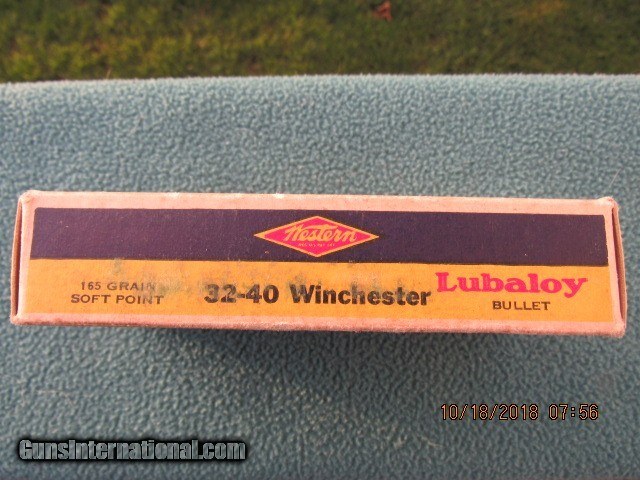 Western
165 GRAIN
SOFT POINT
32-40 Winchester
Lubaloy
BULLET
10/18/2018 07:56
GunsInternational.com